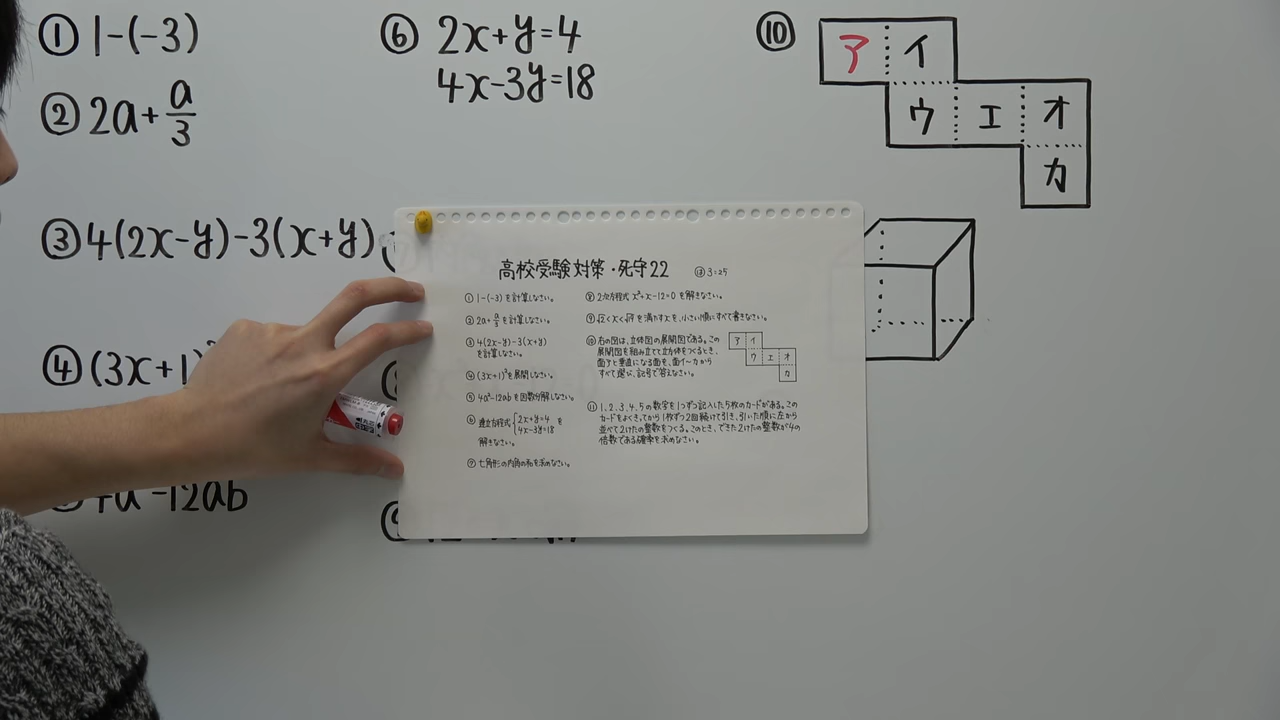 ① 1-(-3)
② 2a+a/3
③ 4(2x-y)-3(x+y)
④ (3x+1)²
-12ab
⑥ 2x+y=4
4x-3y=18
⑩
ア イ
ウ エ オ
カ
高校受験対策・死守22
① 1-(-3)を計算しなさい。
② 2a+a/3を計算しなさい。
③ 4(2x-y)-3(x+y)
を計算しなさい。
④ (3x+1)²を展開しなさい。
⑤ 4a²-12abを因数分解しなさい。
⑥ 連立方程式{2x+y=4
4x-3y=18を
解きなさい。
⑦ 七角形の内角の和を求めなさい。
⑧ 2次方程式 x²+x-12=0 を解きなさい。
を満たすxを、小さい順にすべて書きなさい。
⑩ 右の図は、立体図の展開図である。この
展開図を組み立てて立方体をつくるとき、
面アと垂直になる面を、面イ〜カから
すべて選び、記号で答えなさい。
ア イ
ウ エ オ
カ
⑪ 1、2、3、4、5の数字を1つずつ記入した5枚のカードがある。この
カードをよくきってから1枚ずつ2回続けて引き、引いた順に左から
並べて2けたの整数をつくる。このとき、できた2けたの整数が4の
倍数である確率を求めなさい。